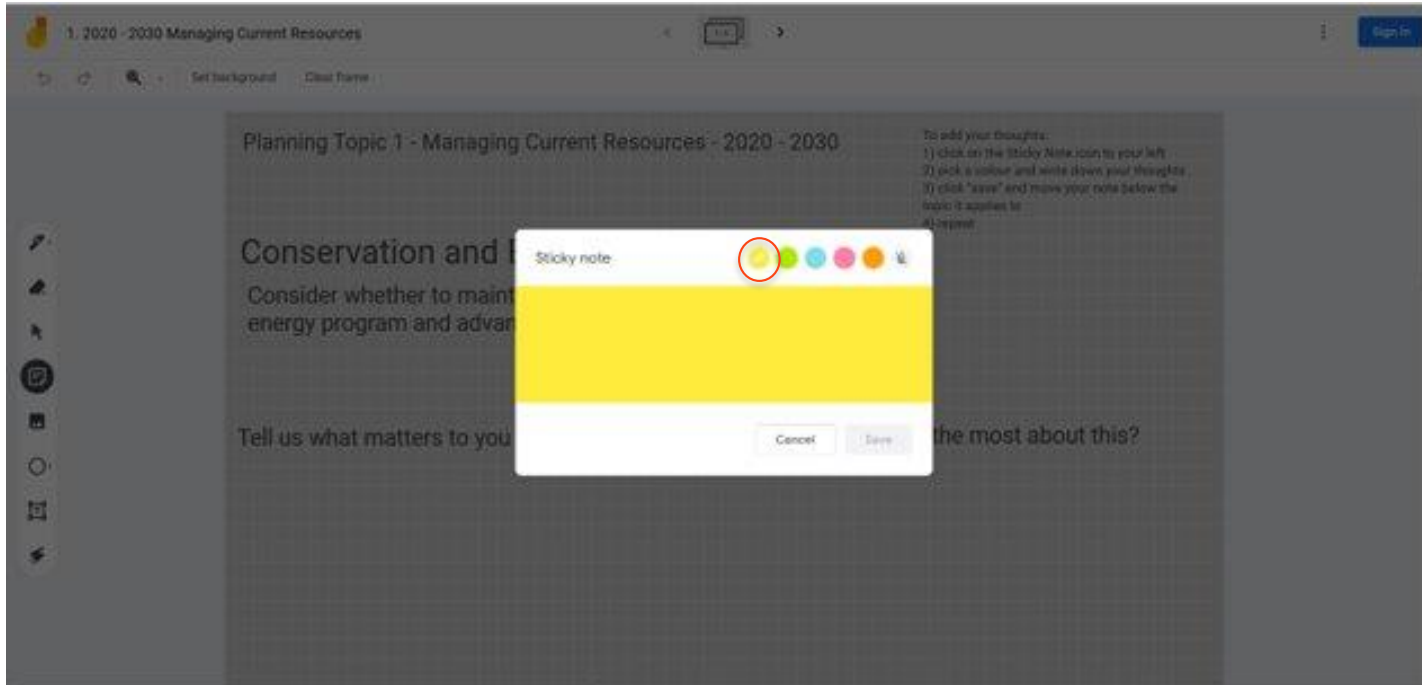 1. 2020 - 2030 Managing Current Resources
Sign In
Set background Clear frame
Planning Topic 1 - Managing Current Resources - 2020 - 2030
To add your thoughts:
1) click on the Sticky Note icon to your left
2) pick a colour and write down your thoughts
3) click "save" and move your note below the
topic it applies to
4) repeat
Conservation and
Sticky note
Consider whether to maint
energy program and advan
Tell us what matters to you
the most about this?
Cancel Save